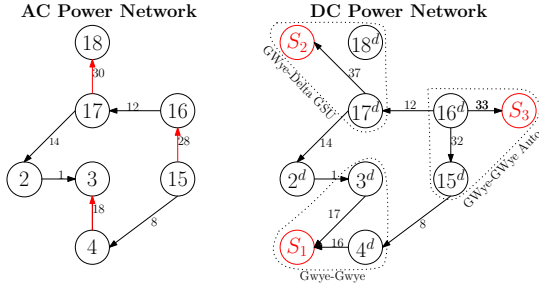 AC Power Network
DC Power Network
18
S₂
18ᵈ
GWye-Delta GSU
30
37
17
12
16
17ᵈ
12
16ᵈ
33
S₃
14
28
14
32
GWye-GWye Auto
2
1
3
15
2ᵈ
1
3ᵈ
15ᵈ
18
17
8
8
4
S₁
16
4ᵈ
Gwye-Gwye